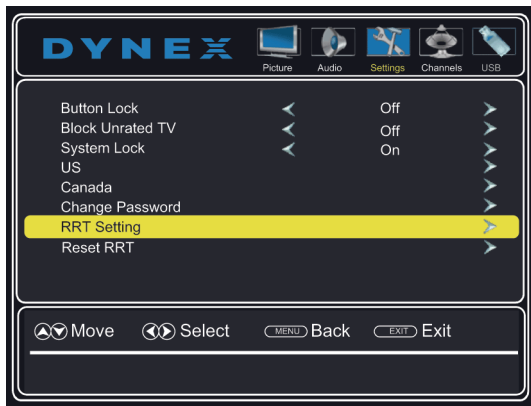 DYNEX
Picture Audio Settings Channels USB
Button Lock Off
Block Unrated TV Off
System Lock On
US
Canada
Change Password
RRT Setting
Reset RRT
Move Select MENU Back EXIT Exit